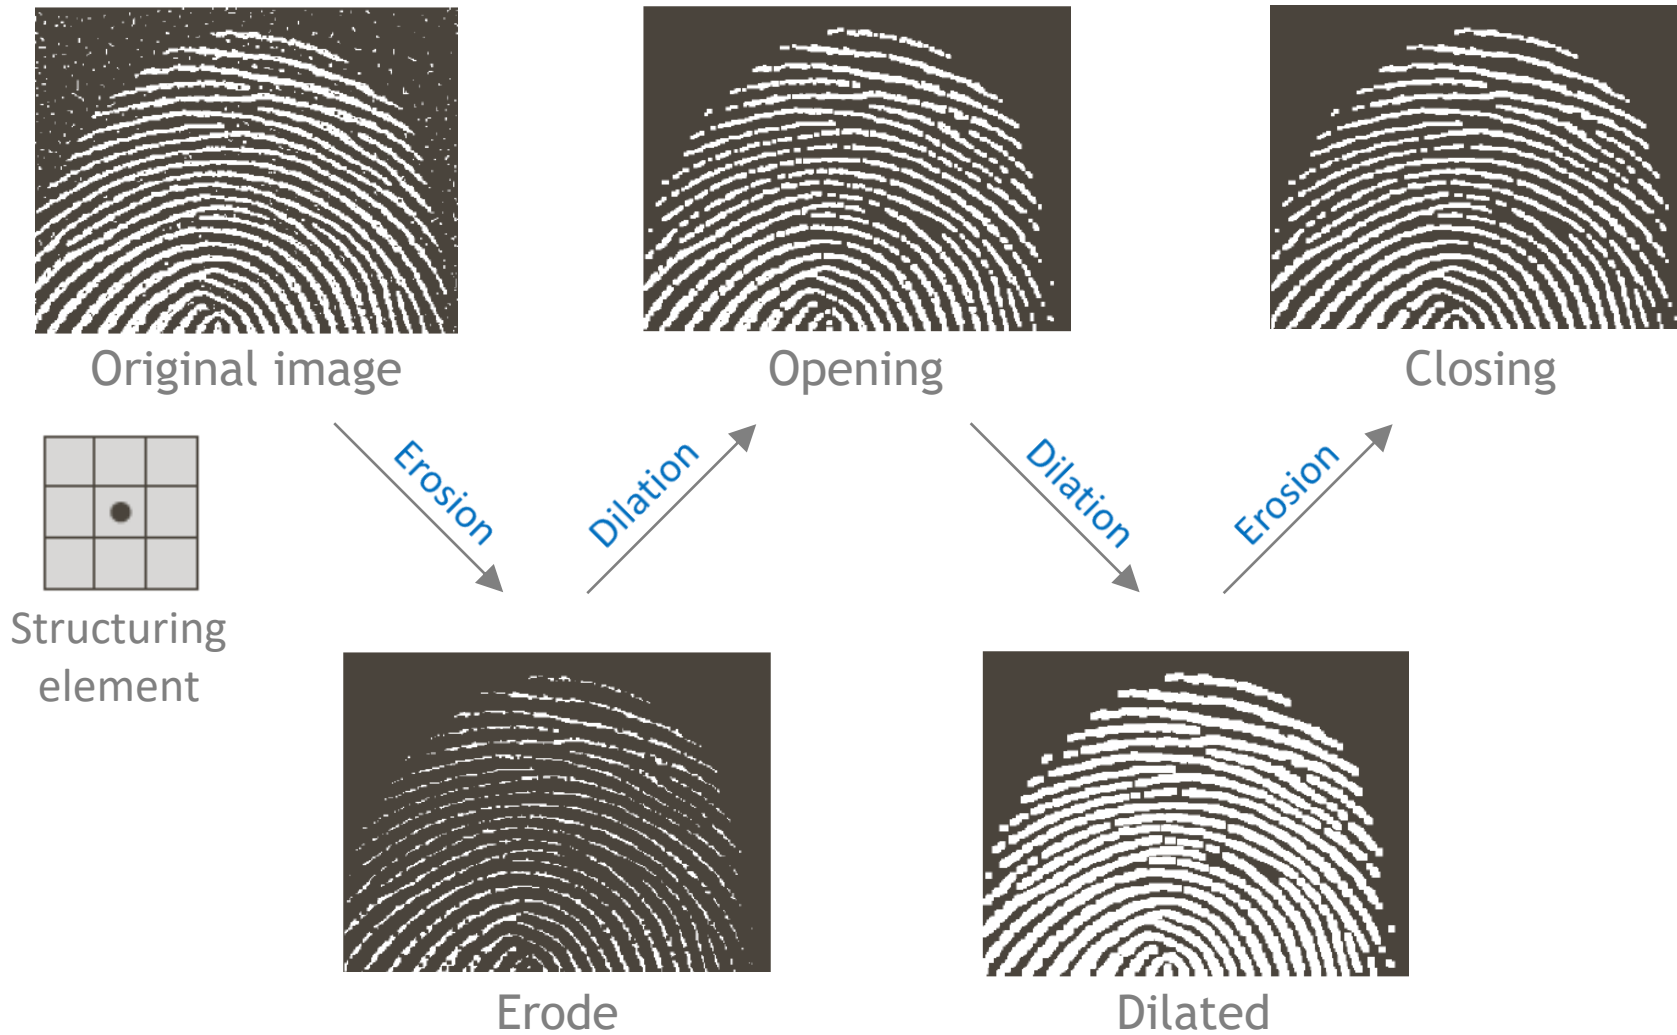 Original image
Opening
Closing
Erosion
Dilation
Dilation
Erosion
Structuring
element
Erode
Dilated